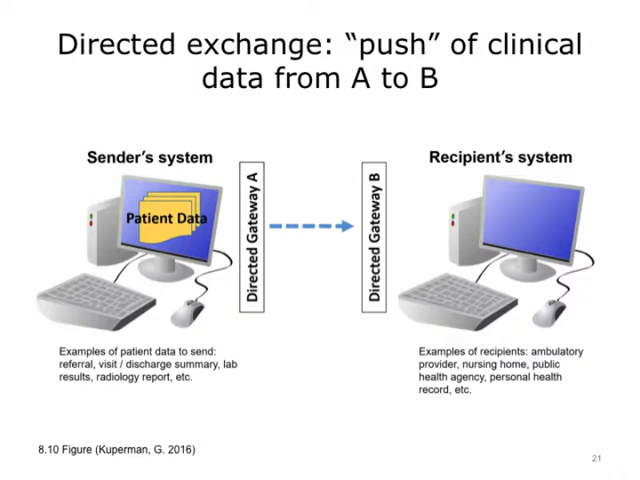 Directed exchange: “push” of clinical
data from A to B
Sender’s system
Recipient’s system
Patient Data
Directed Gateway A
Directed Gateway B
Examples of patient data to send:
referral, visit / discharge summary, lab
results, radiology report, etc.
Examples of recipients: ambulatory
provider, nursing home, public
health agency, personal health
record, etc.
8.10 Figure (Kuperman, G. 2016)
21